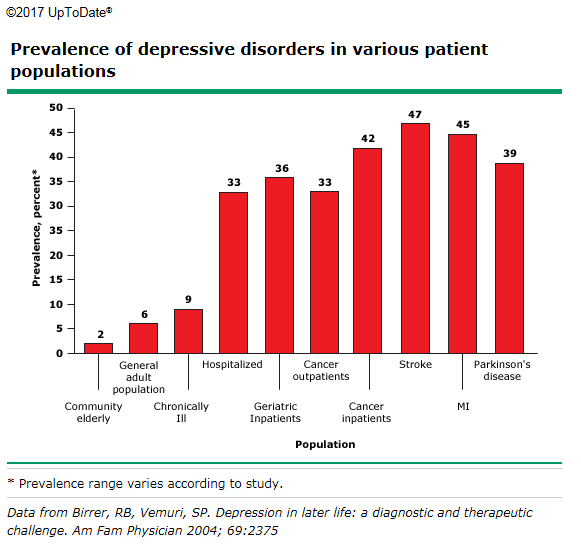 ©2017 UpToDate®
Prevalence of depressive disorders in various patient
populations
Prevalence, percent*
50
45
40
35
30
25
20
15
10
5
0
2
6
9
33
36
33
42
47
45
39
Community
elderly
General
adult
population
Chronically
Ill
Hospitalized
Geriatric
Inpatients
Cancer
outpatients
Cancer
inpatients
Stroke
MI
Parkinson's
disease
Population
* Prevalence range varies according to study.
Data from Birrer, RB, Vemuri, SP. Depression in later life: a diagnostic and therapeutic
challenge. Am Fam Physician 2004; 69:2375